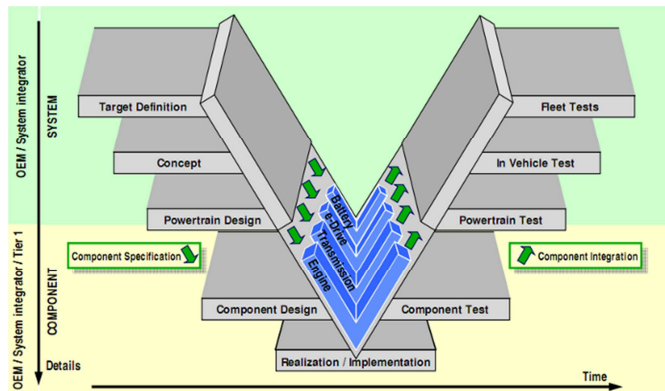 OEM / System integrator
SYSTEM
Target Definition
Fleet Tests
Concept
In Vehicle Test
Powertrain Design
Powertrain Test
Battery
e-Drive
Transmission
Engine
OEM / System integrator / Tier 1
COMPONENT
Component Specification
Component Integration
Component Design
Component Test
Realization / Implementation
Details
Time